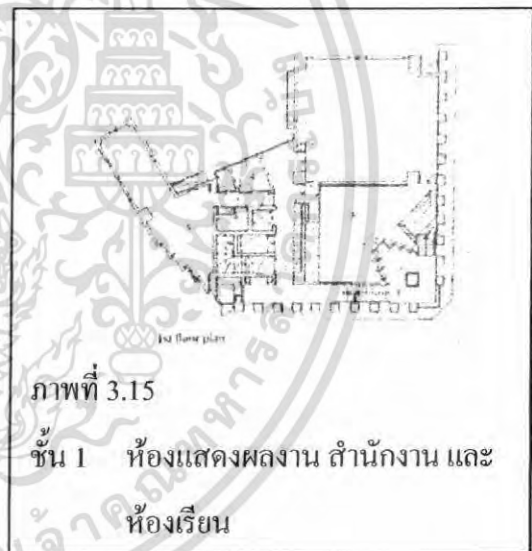 1st floor plan
ภาพที่ 3.15
ชั้น 1 ห้องแสดงผลงาน สำนักงาน และ
ห้องเรียน